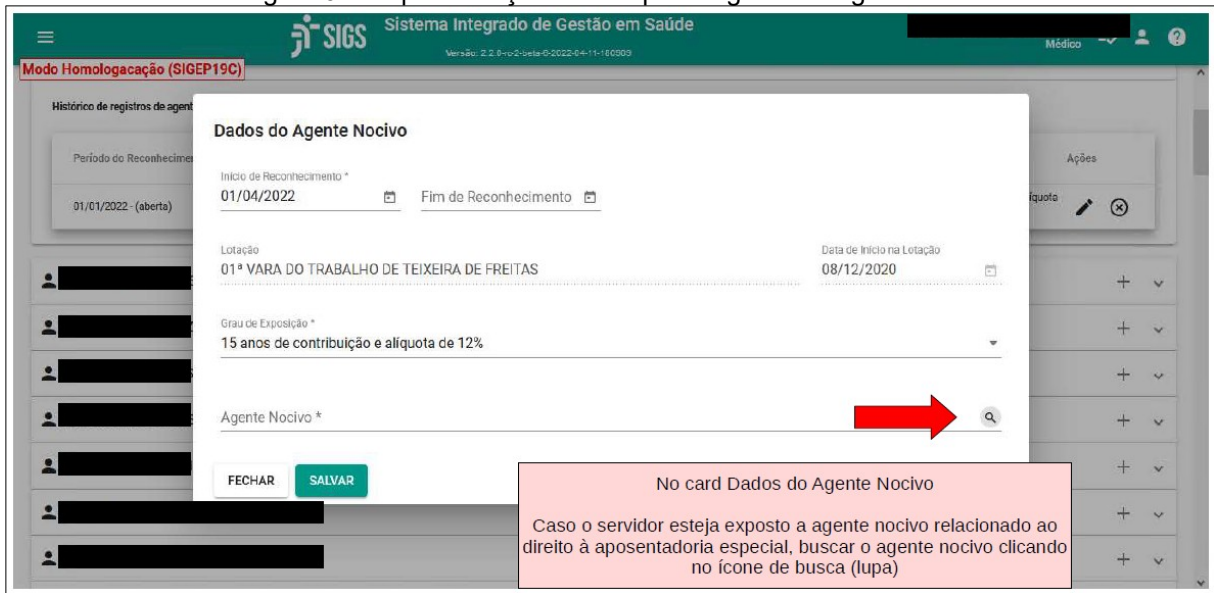 SIGS
Sistema Integrado de Gestão em Saúde
Médico
Modo Homologacação (SIGEP19C)
Histórico de registros de agent
Dados do Agente Nocivo
Período do Reconhecimen
Ações
Início de Reconhecimento *
01/04/2022
Fim de Reconhecimento
01/01/2022 - (aberta)
íquota
Lotação
Data de Início na Lotação
01ª VARA DO TRABALHO DE TEIXEIRA DE FREITAS
08/12/2020
Grau de Exposição *
15 anos de contribuição e alíquota de 12%
Agente Nocivo *
FECHAR
SALVAR
No card Dados do Agente Nocivo
Caso o servidor esteja exposto a agente nocivo relacionado ao
direito à aposentadoria especial, buscar o agente nocivo clicando
no ícone de busca (lupa)